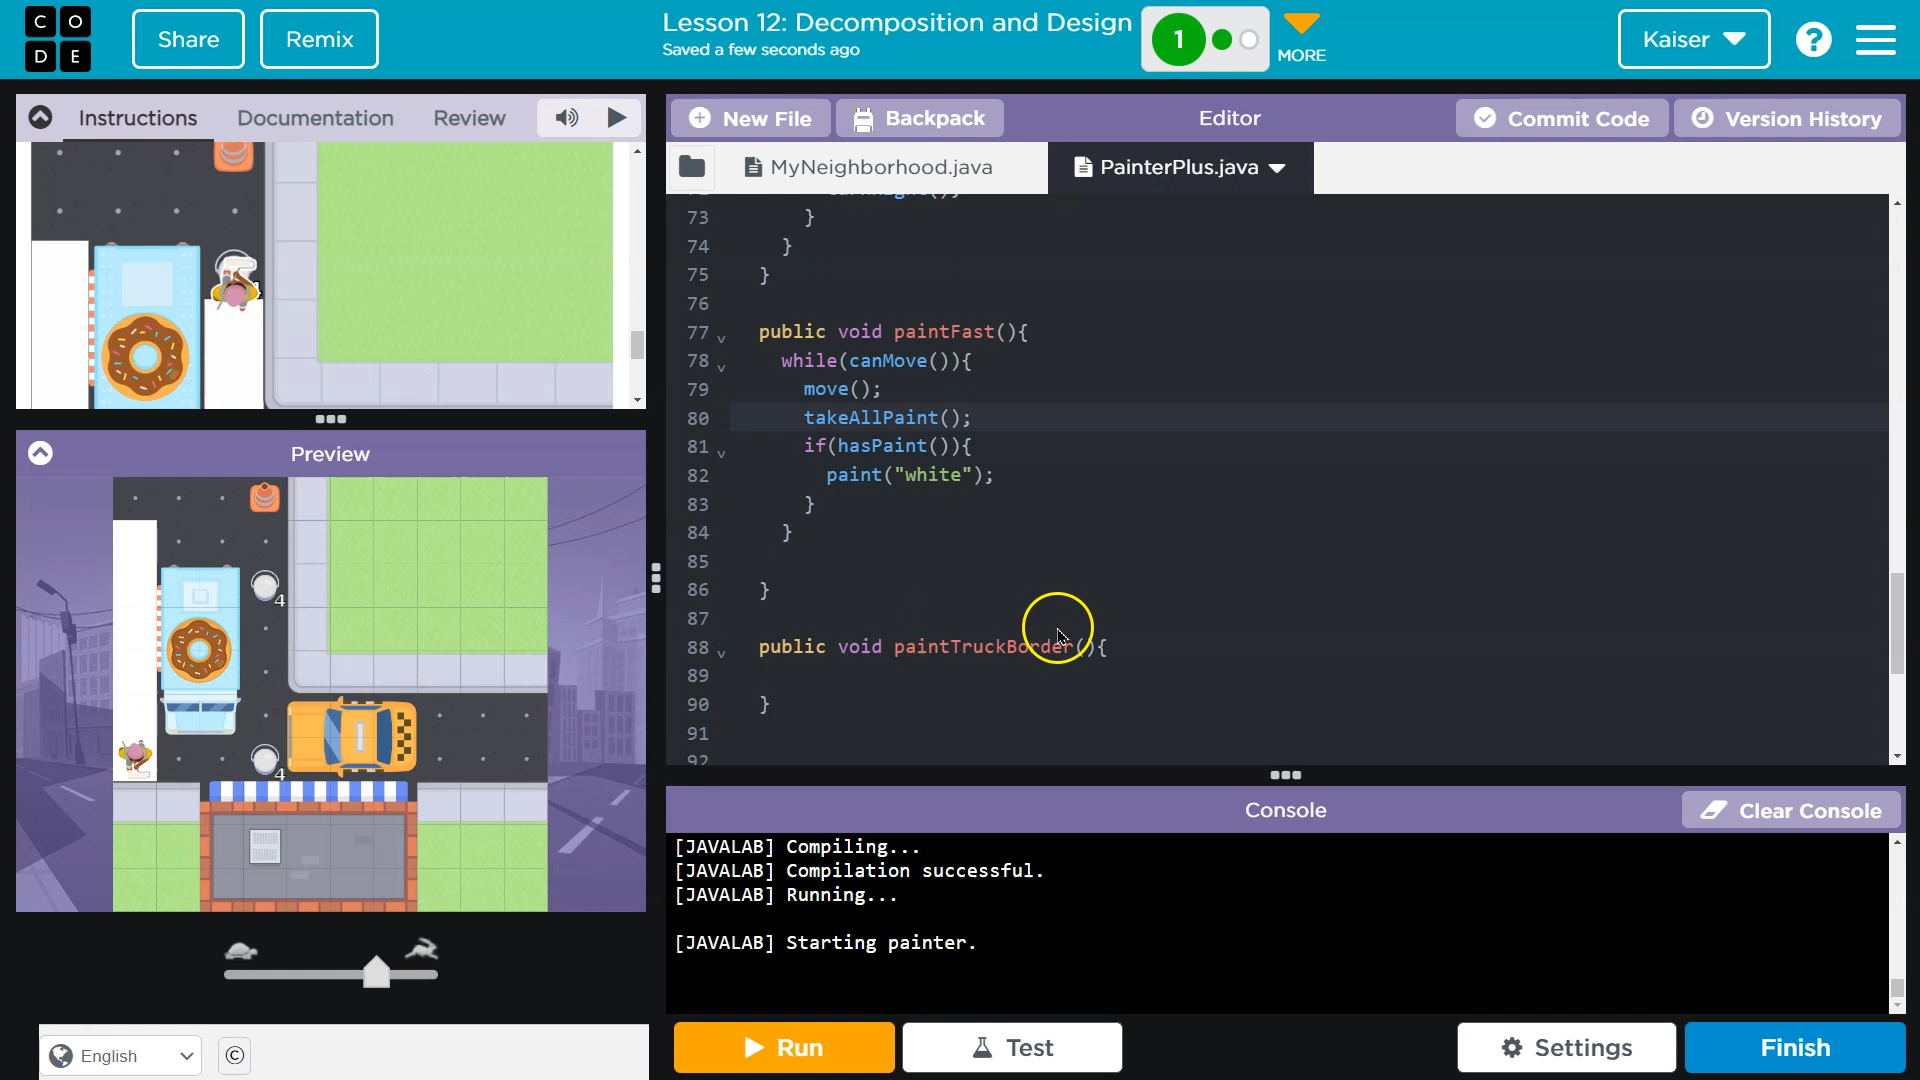 C O
D E
Share
Remix
Lesson 12: Decomposition and Design
Saved a few seconds ago
1
MORE
Kaiser
?
Instructions
Documentation
Review
New File
Backpack
Editor
Commit Code
Version History
MyNeighborhood.java
PainterPlus.java
73 }
74 }
75 }
76
77 public void paintFast(){
78 while(canMove()){
79 move();
80 takeAllPaint();
81 if(hasPaint()){
82 paint("white");
83 }
84 }
85
86 }
87
88 public void paintTruckBorder(){
89
90 }
91
92
Preview
4
4
Console
Clear Console
[JAVALAB] Compiling...
[JAVALAB] Compilation successful.
[JAVALAB] Running...
[JAVALAB] Starting painter.
English
©
Run
Test
Settings
Finish